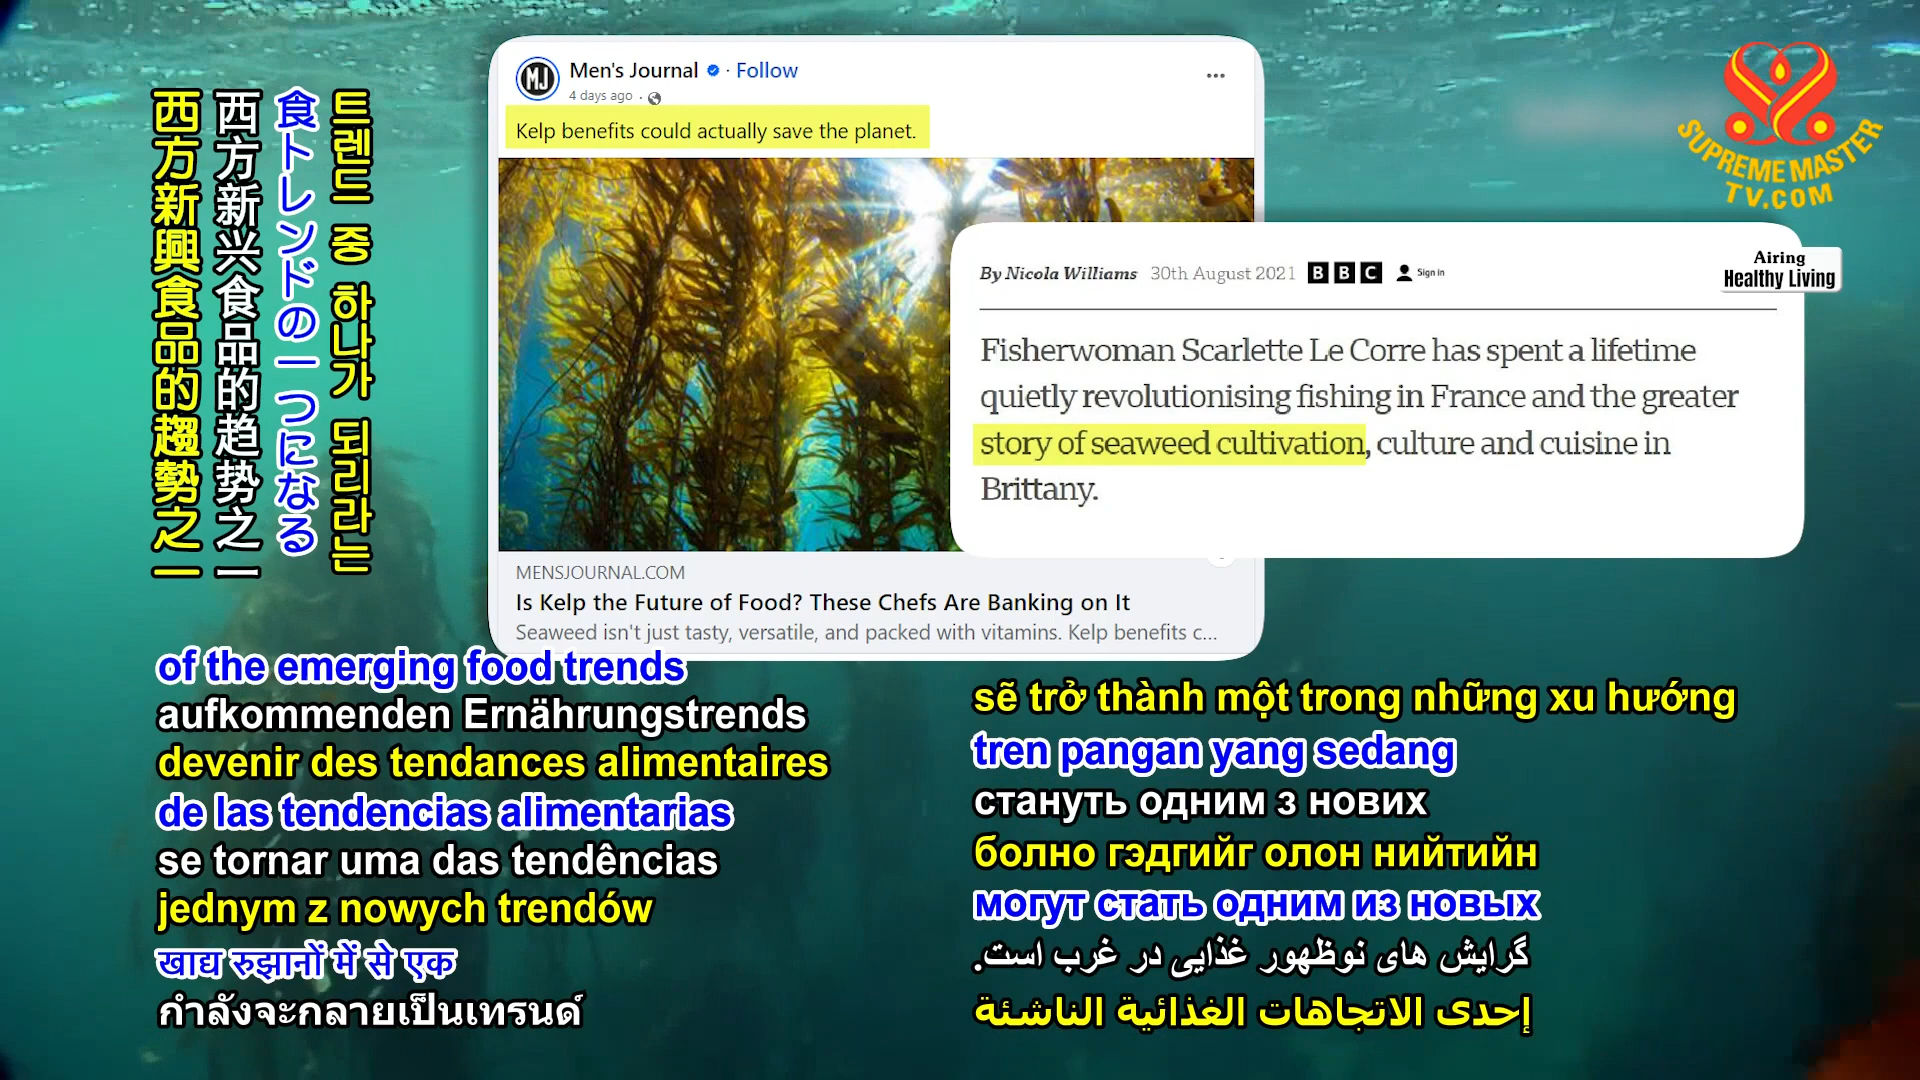 西方新興食品的趨勢之一
西方新兴食品的趋势之一
食トレンドの一つになる
트렌드 중 하나가 되리라는
MJ
Men's Journal · Follow
4 days ago ·
Kelp benefits could actually save the planet.
MENSJOURNAL.COM
Is Kelp the Future of Food? These Chefs Are Banking on It
Seaweed isn't just tasty, versatile, and packed with vitamins. Kelp benefits c...
SUPREME MASTER
TV.COM
Airing
Healthy Living
By Nicola Williams 30th August 2021 BBC Sign in
Fisherwoman Scarlette Le Corre has spent a lifetime
quietly revolutionising fishing in France and the greater
story of seaweed cultivation, culture and cuisine in
Brittany.
of the emerging food trends
aufkommenden Ernährungstrends
devenir des tendances alimentaires
de las tendencias alimentarias
se tornar uma das tendências
jednym z nowych trendów
खाद्य रुझानों में से एक
กำลังจะกลายเป็นเทรนด์
sẽ trở thành một trong những xu hướng
tren pangan yang sedang
стануть одним з нових
болно гэдгийг олон нийтийн
могут стать одним из новых
گرایش های نوظهور غذایی در غرب است.
إحدى الاتجاهات الغذائية الناشئة